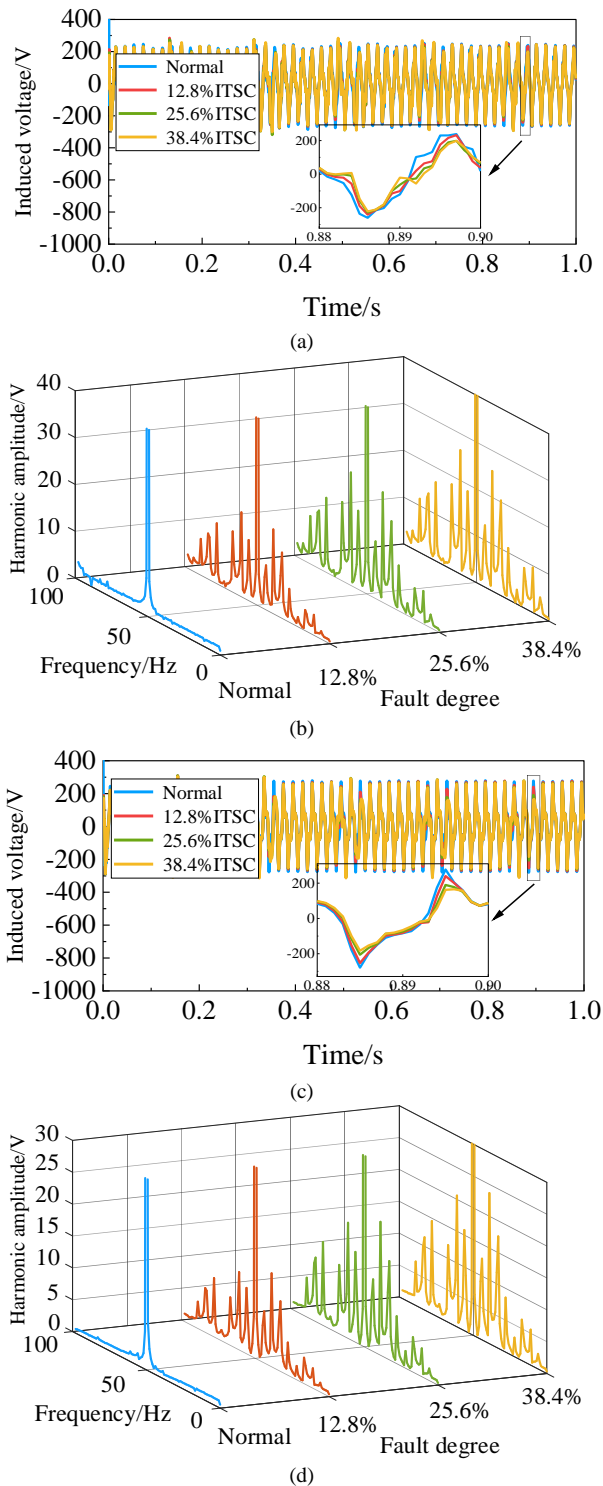 Induced voltage/V
400
200
0
-200
-400
-600
-800
-1000
Normal
12.8%ITSC
25.6%ITSC
38.4%ITSC
200
0
-200
0.88
0.89
0.90
0.0
0.2
0.4
0.6
0.8
1.0
Time/s
(a)
Harmonic amplitude/V
40
30
20
10
0
100
50
0
Frequency/Hz
Normal
12.8%
25.6%
38.4%
Fault degree
(b)
Induced voltage/V
400
200
0
-200
-400
-600
-800
-1000
Normal
12.8%ITSC
25.6%ITSC
38.4%ITSC
200
0
-200
0.88
0.89
0.90
0.0
0.2
0.4
0.6
0.8
1.0
Time/s
(c)
Harmonic amplitude/V
30
25
20
15
10
5
0
100
50
0
Frequency/Hz
Normal
12.8%
25.6%
38.4%
Fault degree
(d)